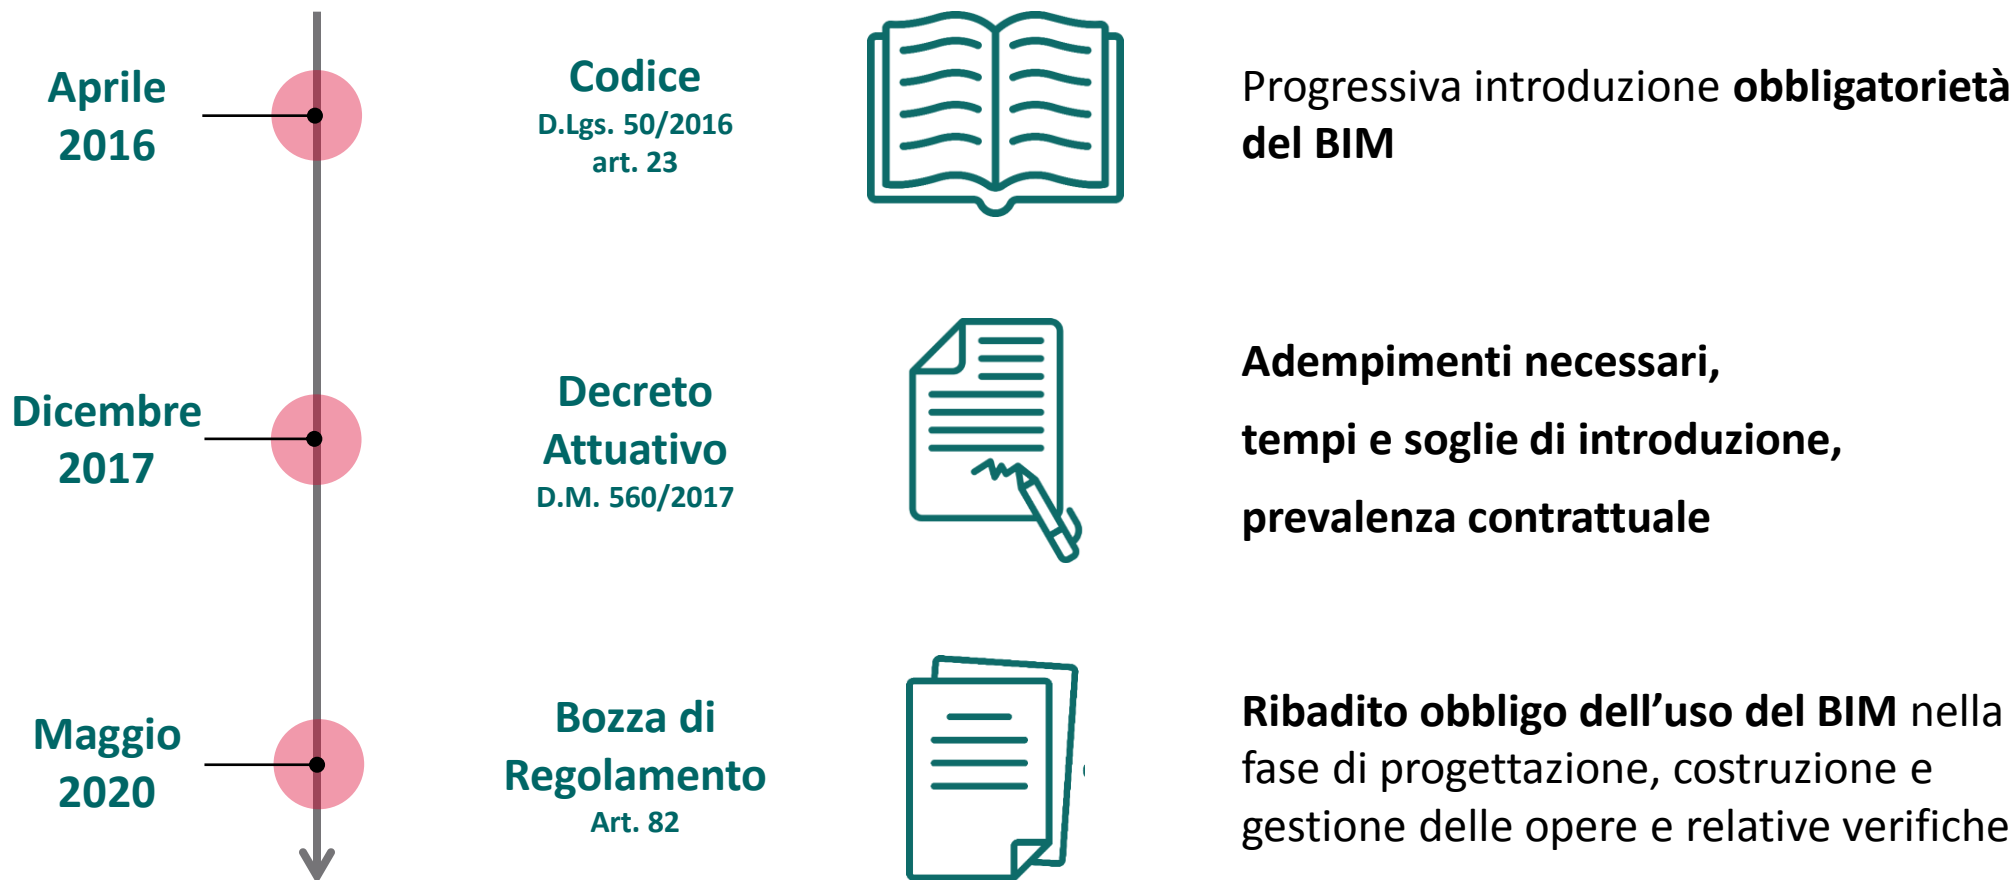 Aprile
2016
Codice
D.Lgs. 50/2016
art. 23
Progressiva introduzione obbligatorietà
del BIM
Dicembre
2017
Decreto
Attuativo
D.M. 560/2017
Adempimenti necessari,
tempi e soglie di introduzione,
prevalenza contrattuale
Maggio
2020
Bozza di
Regolamento
Art. 82
Ribadito obbligo dell’uso del BIM nella
fase di progettazione, costruzione e
gestione delle opere e relative verifiche